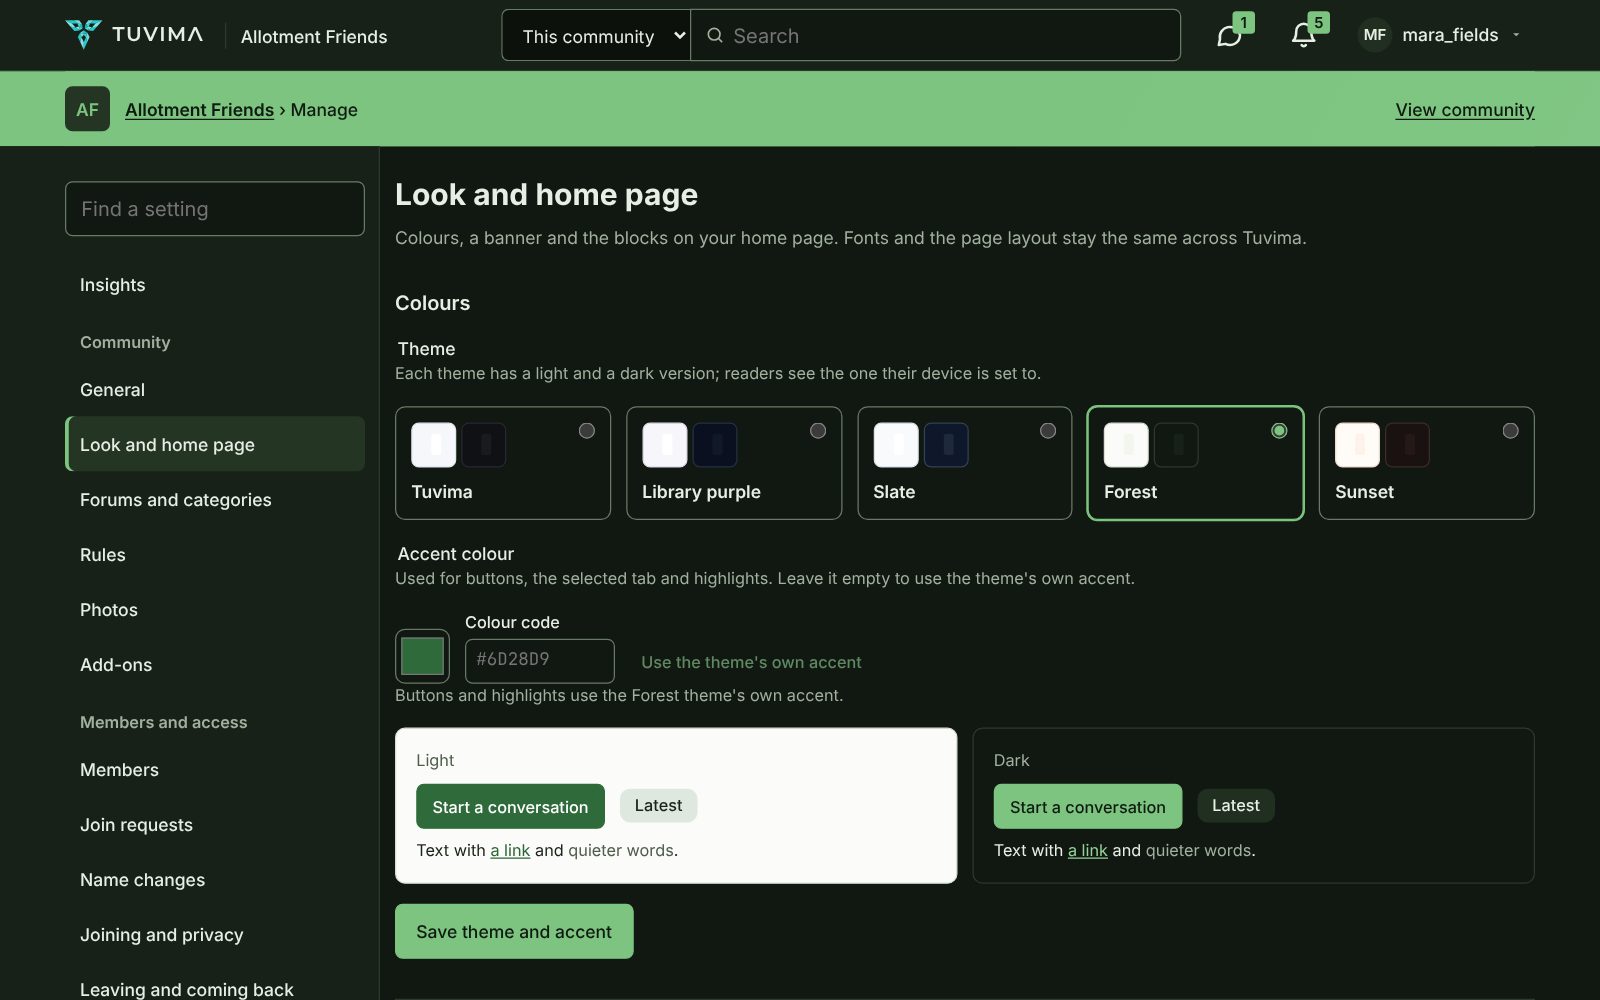 TUVIMA
Allotment Friends
This community
Search
1
5
MF
mara_fields
AF
Allotment Friends › Manage
View community
Find a setting
Insights
Community
General
Look and home page
Forums and categories
Rules
Photos
Add-ons
Members and access
Members
Join requests
Name changes
Joining and privacy
Leaving and coming back
Look and home page
Colours, a banner and the blocks on your home page. Fonts and the page layout stay the same across Tuvima.
Colours
Theme
Each theme has a light and a dark version; readers see the one their device is set to.
Tuvima
Library purple
Slate
Forest
Sunset
Accent colour
Used for buttons, the selected tab and highlights. Leave it empty to use the theme's own accent.
Colour code
#6D28D9
Use the theme's own accent
Buttons and highlights use the Forest theme's own accent.
Light
Start a conversation
Latest
Text with a link and quieter words.
Dark
Start a conversation
Latest
Text with a link and quieter words.
Save theme and accent